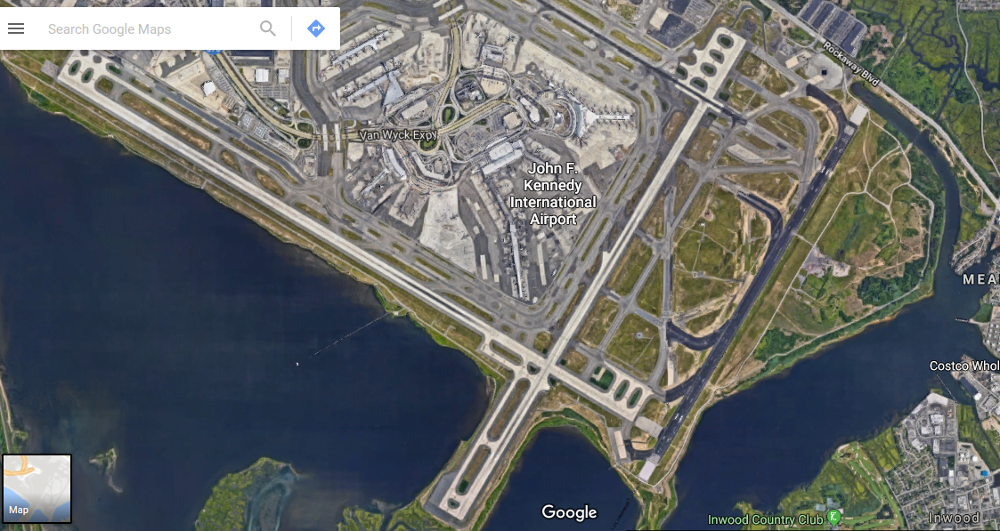 Search Google Maps
Rockaway Blvd
Van Wyck Expy
John F.
Kennedy
International
Airport
MEA
Costco Whol
Map
Google
Inwood Country Club
Inwood